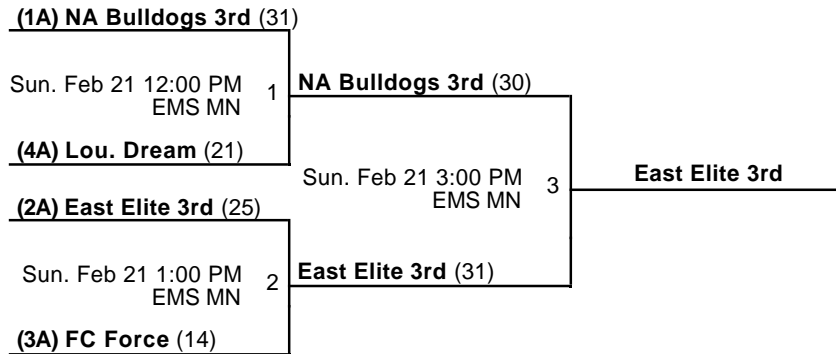 (1A) NA Bulldogs 3rd (31)
Sun. Feb 21 12:00 PM
EMS MN
1
NA Bulldogs 3rd (30)
(4A) Lou. Dream (21)
Sun. Feb 21 3:00 PM
EMS MN
3
East Elite 3rd
(2A) East Elite 3rd (25)
Sun. Feb 21 1:00 PM
EMS MN
2
East Elite 3rd (31)
(3A) FC Force (14)